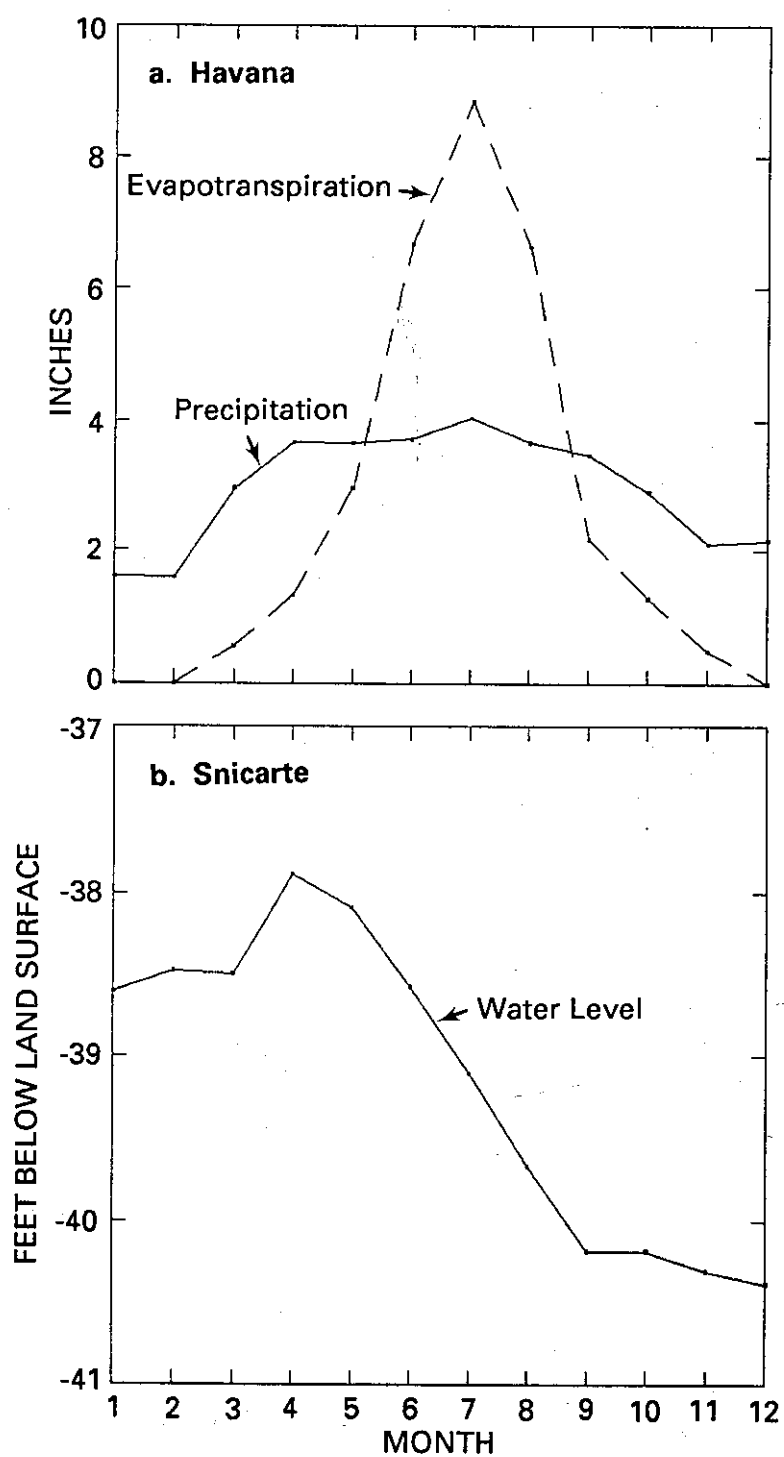 a. Havana
Evapotranspiration
Precipitation
INCHES
10
8
6
4
2
0
b. Snicarte
Water Level
FEET BELOW LAND SURFACE
-37
-38
-39
-40
-41
1 2 3 4 5 6 7 8 9 10 11 12
MONTH